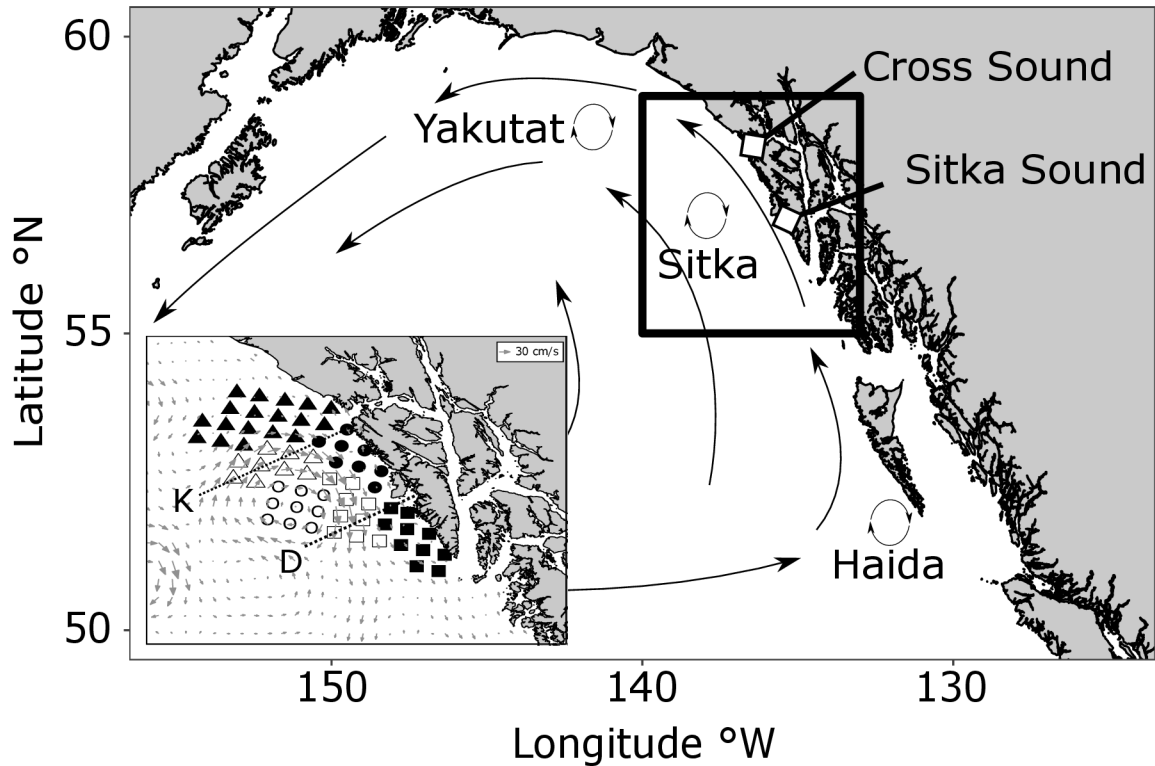 60
Cross Sound
Yakutat
Sitka Sound
Sitka
Latitude °N
55
30 cm/s
K
D
Haida
50
150
140
130
Longitude °W